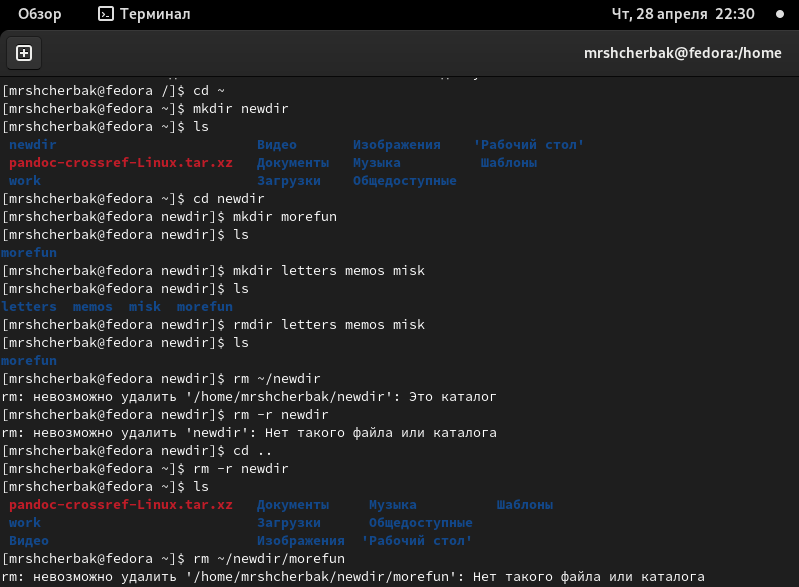 Обзор Терминал Чт, 28 апреля 22:30
mrshcherbak@fedora:/home
[mrshcherbak@fedora /]$ cd ~
[mrshcherbak@fedora ~]$ mkdir newdir
[mrshcherbak@fedora ~]$ ls
newdir Видео Изображения 'Рабочий стол'
pandoc-crossref-Linux.tar.xz Документы Музыка Шаблоны
work Загрузки Общедоступные
[mrshcherbak@fedora ~]$ cd newdir
[mrshcherbak@fedora newdir]$ mkdir morefun
[mrshcherbak@fedora newdir]$ ls
morefun
[mrshcherbak@fedora newdir]$ mkdir letters memos misk
[mrshcherbak@fedora newdir]$ ls
letters memos misk morefun
[mrshcherbak@fedora newdir]$ rmdir letters memos misk
[mrshcherbak@fedora newdir]$ ls
morefun
[mrshcherbak@fedora newdir]$ rm ~/newdir
rm: невозможно удалить '/home/mrshcherbak/newdir': Это каталог
[mrshcherbak@fedora newdir]$ rm -r newdir
rm: невозможно удалить 'newdir': Нет такого файла или каталога
[mrshcherbak@fedora newdir]$ cd ..
[mrshcherbak@fedora ~]$ rm -r newdir
[mrshcherbak@fedora ~]$ ls
pandoc-crossref-Linux.tar.xz Документы Музыка Шаблоны
work Загрузки Общедоступные
Видео Изображения 'Рабочий стол'
[mrshcherbak@fedora ~]$ rm ~/newdir/morefun
rm: невозможно удалить '/home/mrshcherbak/newdir/morefun': Нет такого файла или каталога